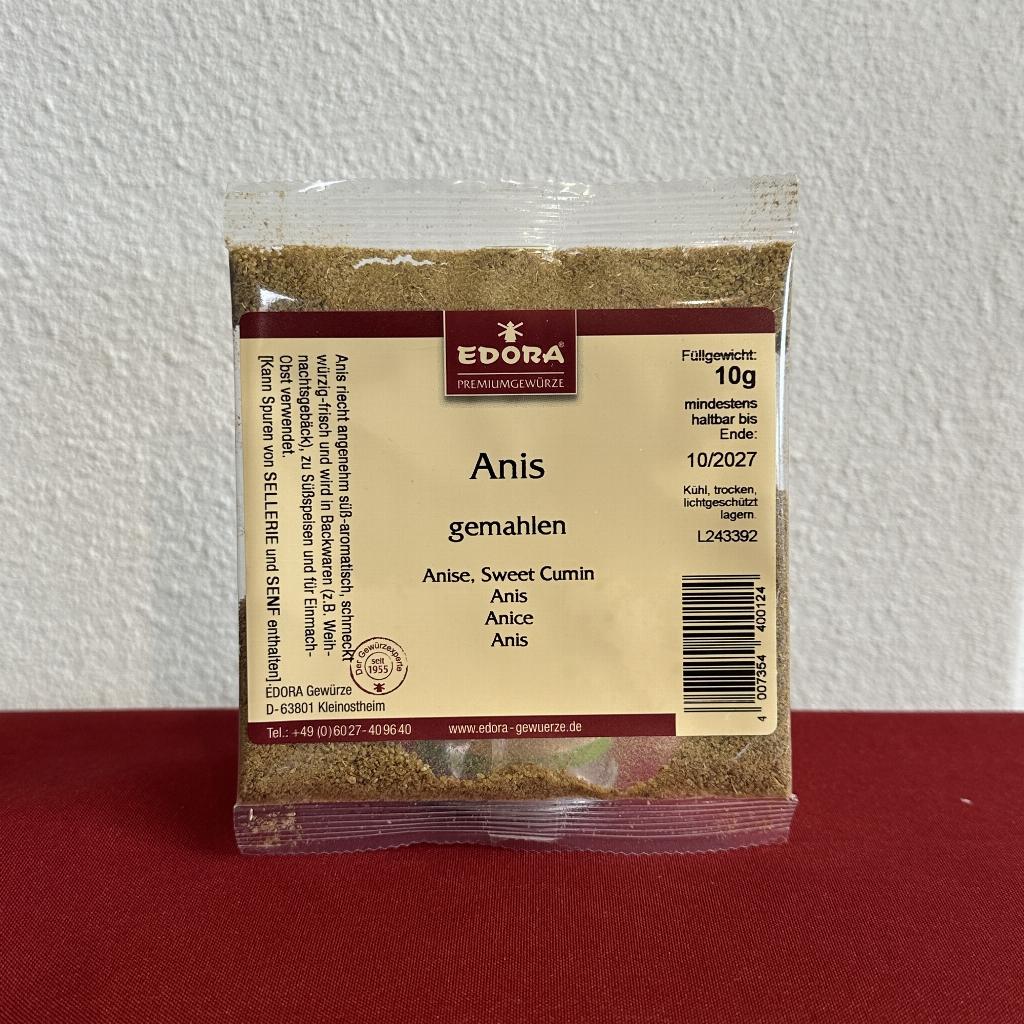 EDORA®
PREMIUMGEWÜRZE
Anis
gemahlen
Anise, Sweet Cumin
Anis
Anice
Anis
Anis riecht angenehm süß-aromatisch, schmeckt
würzig-frisch und wird in Backwaren (z.B. Weih-
nachtsgebäck), zu Süßspeisen und für Einmach-
Obst verwendet.
[Kann Spuren von SELLERIE und SENF enthalten].
Der Gewürzexperte
seit
1955
EDORA Gewürze
D-63801 Kleinostheim
Tel.: +49 (0)6027-409640
www.edora-gewuerze.de
Füllgewicht:
10g
mindestens
haltbar bis
Ende:
10/2027
Kühl, trocken,
lichtgeschützt
lagern.
L243392
4 007354 400124